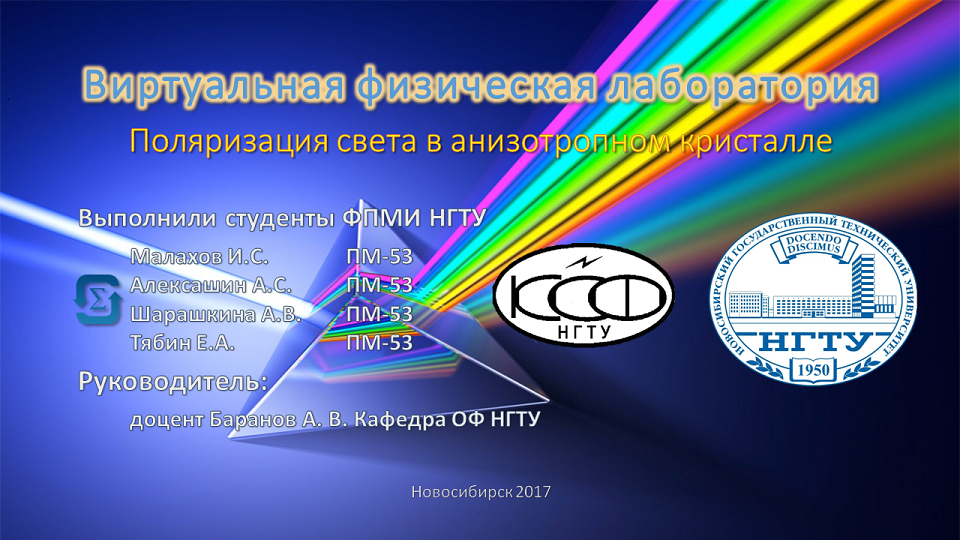 Виртуальная физическая лаборатория
Поляризация света в анизотропном кристалле
Выполнили студенты ФПМИ НГТУ
Малахов И.С. ПМ-53
Алексашин А.С. ПМ-53
Шарашкина А.В. ПМ-53
Тябин Е.А. ПМ-53
Руководитель:
доцент Баранов А. В. Кафедра ОФ НГТУ
КССФ
НГТУ
НОВОСИБИРСКИЙ ГОСУДАРСТВЕННЫЙ ТЕХНИЧЕСКИЙ УНИВЕРСИТЕТ
DOCENDO
DISCIMUS
НГТУ
1950
Новосибирск 2017